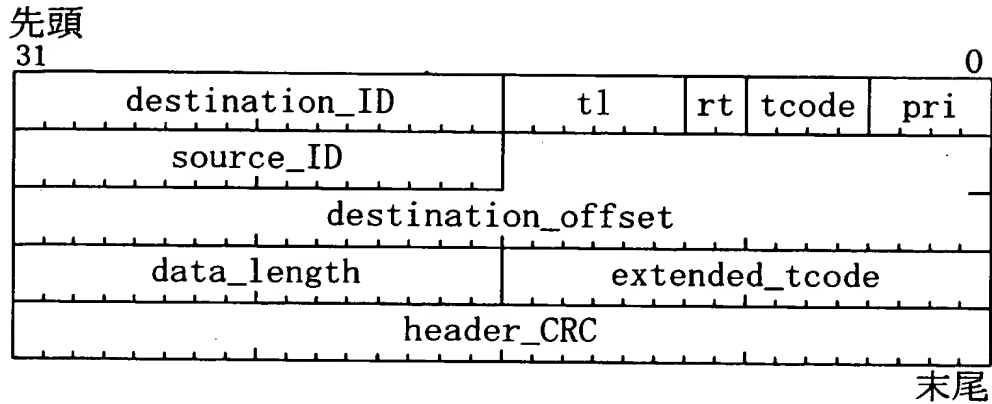 先頭
31 0
destination_ID tl rt tcode pri
source_ID
destination_offset
data_length extended_tcode
header_CRC
末尾